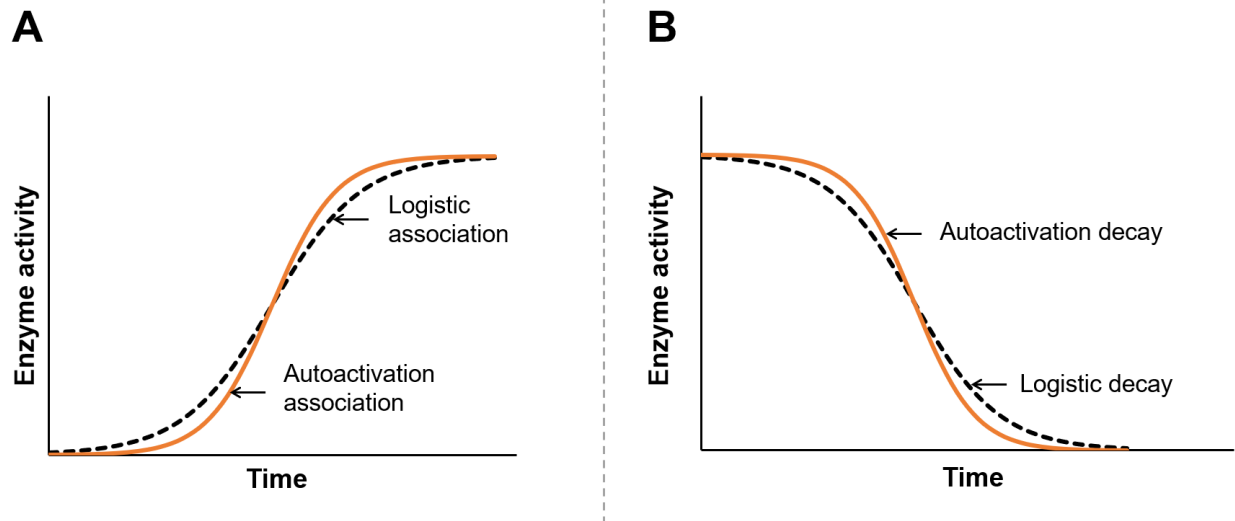 A
Enzyme activity
Logistic
association
Autoactivation
association
Time
B
Enzyme activity
Autoactivation decay
Logistic decay
Time